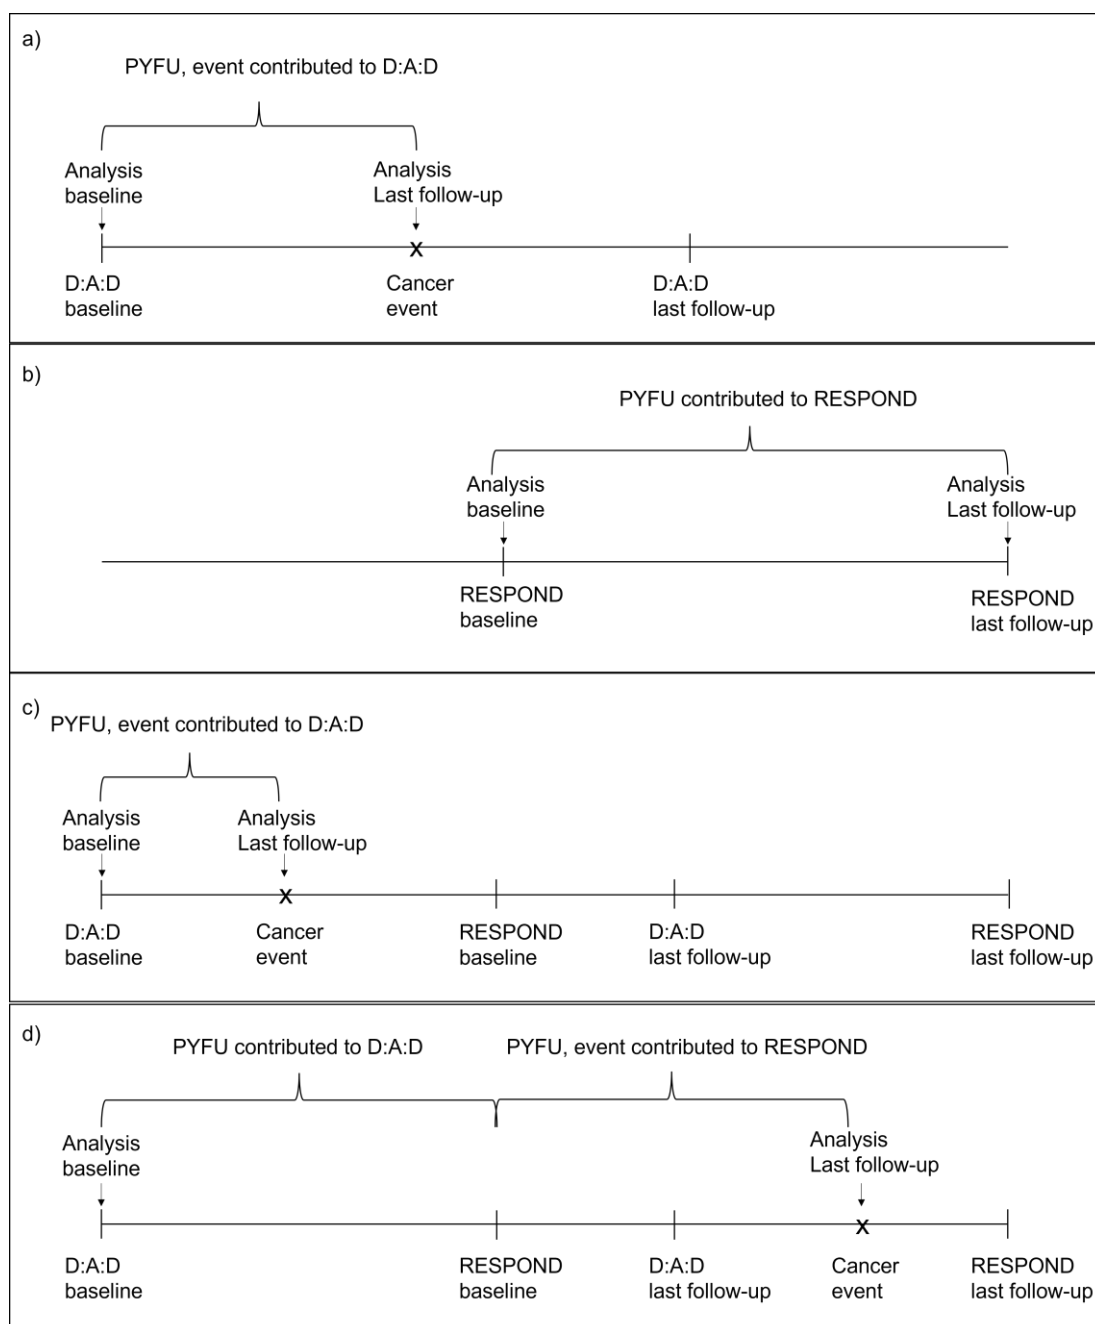 a)
PYFU, event contributed to D:A:D
Analysis
baseline
Analysis
Last follow-up
x
D:A:D
baseline
Cancer
event
D:A:D
last follow-up
b)
PYFU contributed to RESPOND
Analysis
baseline
Analysis
Last follow-up
RESPOND
baseline
RESPOND
last follow-up
c)
PYFU, event contributed to D:A:D
Analysis
baseline
Analysis
Last follow-up
x
D:A:D
baseline
Cancer
event
RESPOND
baseline
D:A:D
last follow-up
RESPOND
last follow-up
d)
PYFU contributed to D:A:D
PYFU, event contributed to RESPOND
Analysis
baseline
Analysis
Last follow-up
x
D:A:D
baseline
RESPOND
baseline
D:A:D
last follow-up
Cancer
event
RESPOND
last follow-up